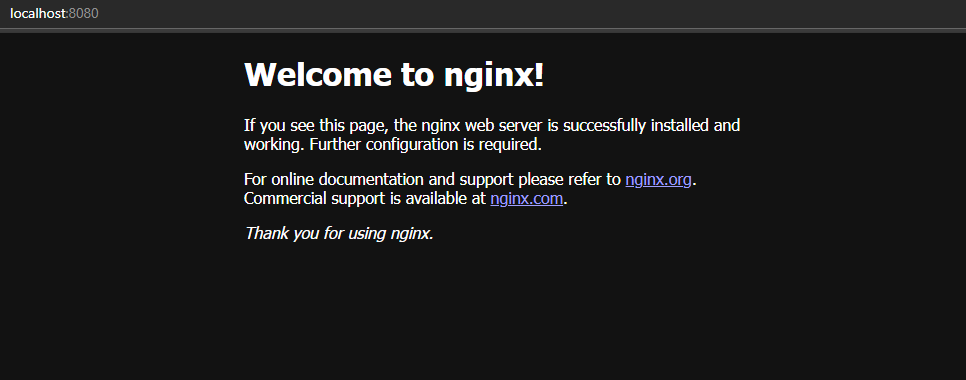 localhost:8080
Welcome to nginx!
If you see this page, the nginx web server is successfully installed and
working. Further configuration is required.
For online documentation and support please refer to nginx.org.
Commercial support is available at nginx.com.
Thank you for using nginx.